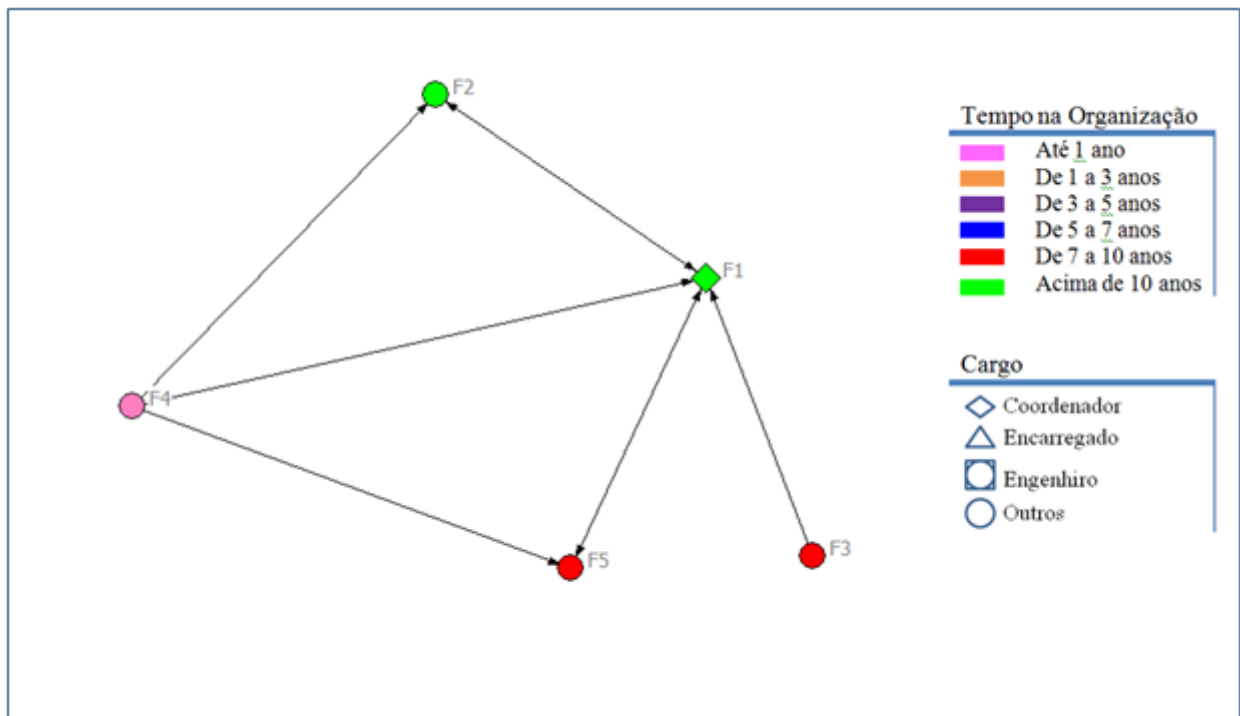 F2
F1
F4
F5
F3
Tempo na Organização
Até 1 ano
De 1 a 3 anos
De 3 a 5 anos
De 5 a 7 anos
De 7 a 10 anos
Acima de 10 anos
Cargo
Coordenador
Encarregado
Engenhiro
Outros